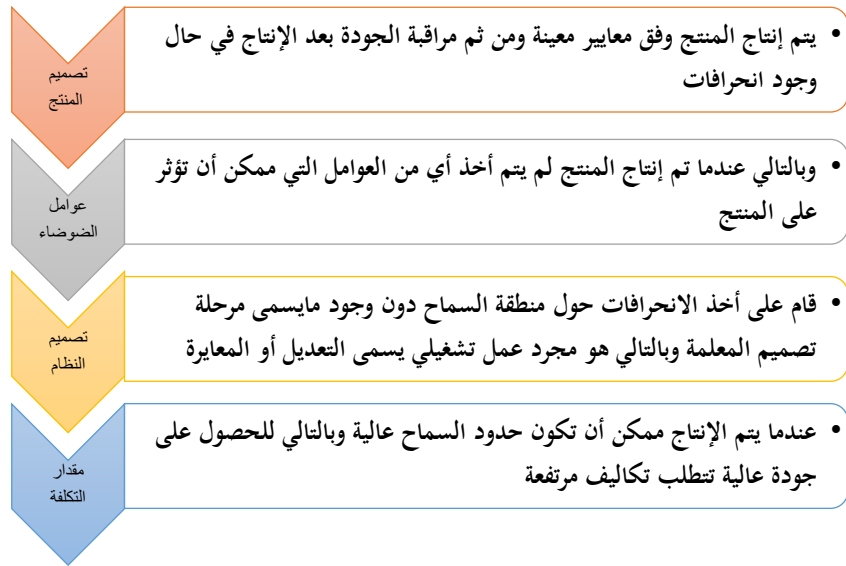 تصميم
المنتج
• يتم إنتاج المنتج وفق معايير معينة ومن ثم مراقبة الجودة بعد الإنتاج في حال
وجود انحرافات
عوامل
الضوضاء
• وبالتالي عندما تم إنتاج المنتج لم يتم أخذ أي من العوامل التي ممكن أن تؤثر
على المنتج
تصميم
النظام
• قام على أخذ الانحرافات حول منطقة السماح دون وجود مايسمى مرحلة
تصميم المعلمة وبالتالي هو مجرد عمل تشغيلي يسمى التعديل أو المعايرة
مقدار
التكلفة
• عندما يتم الإنتاج ممكن أن تكون حدود السماح عالية وبالتالي للحصول على
جودة عالية تتطلب تكاليف مرتفعة